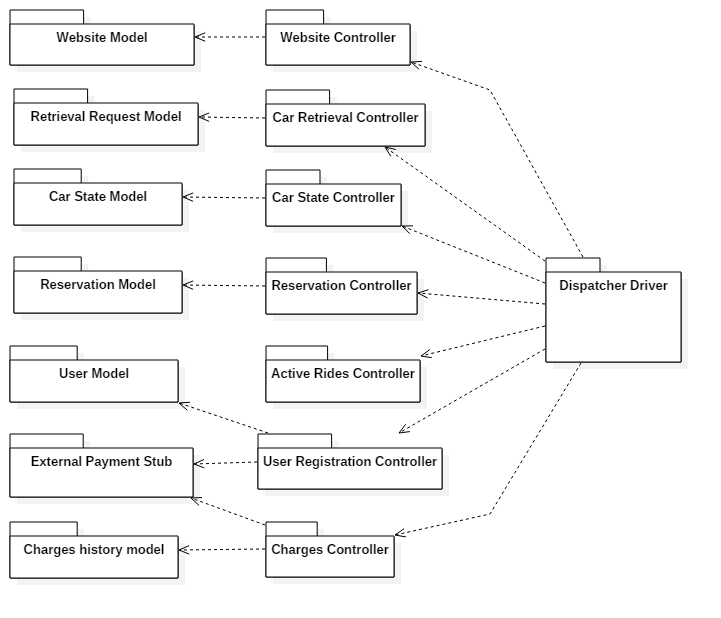 Website Model
Website Controller
Retrieval Request Model
Car Retrieval Controller
Car State Model
Car State Controller
Reservation Model
Reservation Controller
Dispatcher Driver
User Model
Active Rides Controller
External Payment Stub
User Registration Controller
Charges history model
Charges Controller